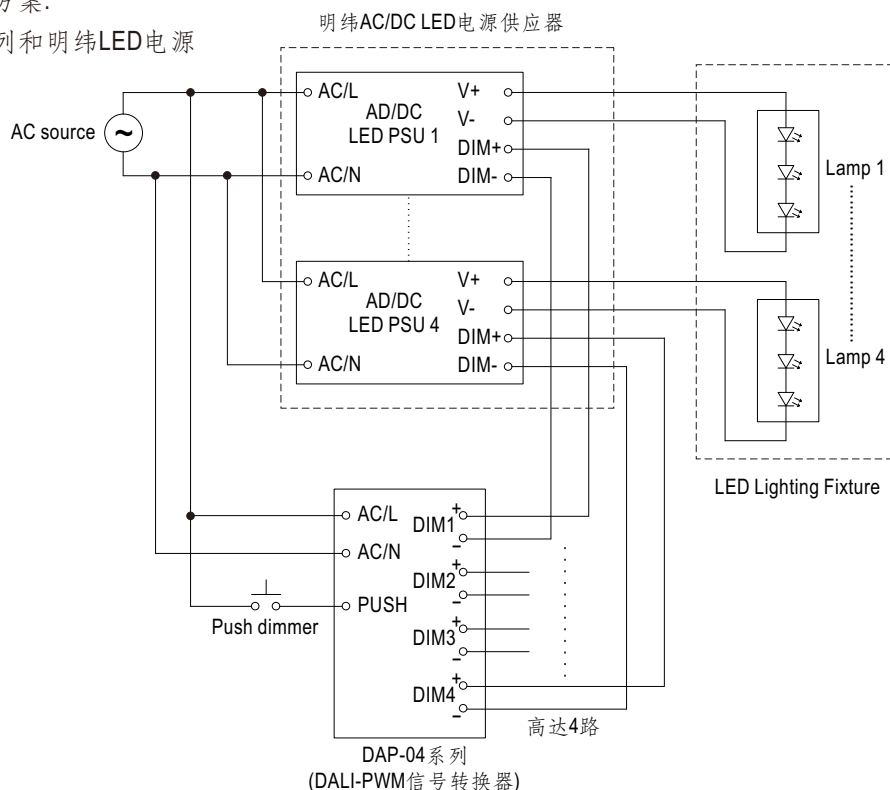 方案.
列和明纬LED电源
明纬AC/DC LED电源供应器
AC source
~
AC/L
AD/DC
LED PSU 1
AC/N
V+
V-
DIM+
DIM-
Lamp 1
AC/L
AD/DC
LED PSU 4
AC/N
V+
V-
DIM+
DIM-
Lamp 4
LED Lighting Fixture
AC/L
AC/N
PUSH
Push dimmer
DIM1
+
-
DIM2
+
-
DIM3
+
-
DIM4
+
-
高达4路
DAP-04系列
(DALI-PWM信号转换器)